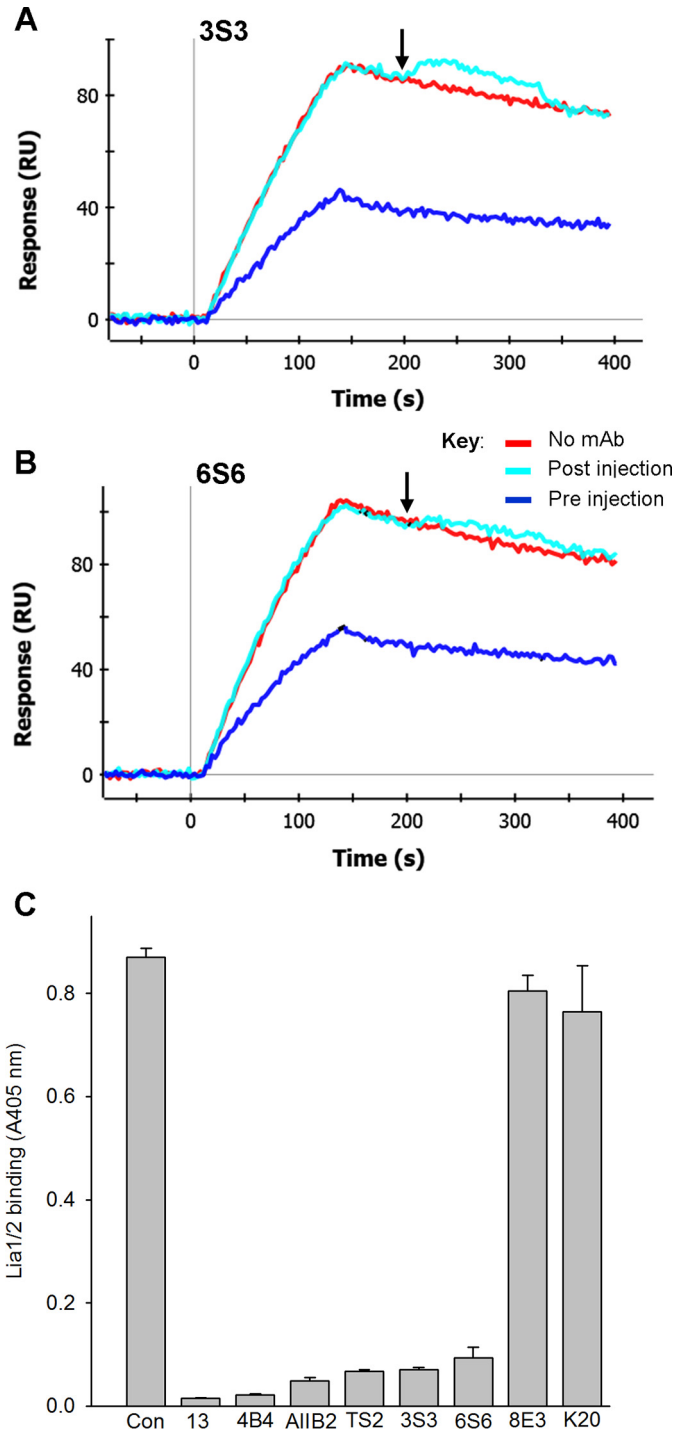 A
3S3
80
40
0
Response (RU)
0 100 200 300 400
Time (s)
Key:
No mAb
Post injection
Pre injection
B
6S6
80
40
0
Response (RU)
0 100 200 300 400
Time (s)
C
0.8
0.6
0.4
0.2
0.0
Lia1/2 binding (A405 nm)
Con 13 4B4 AIIB2 TS2 3S3 6S6 8E3 K20